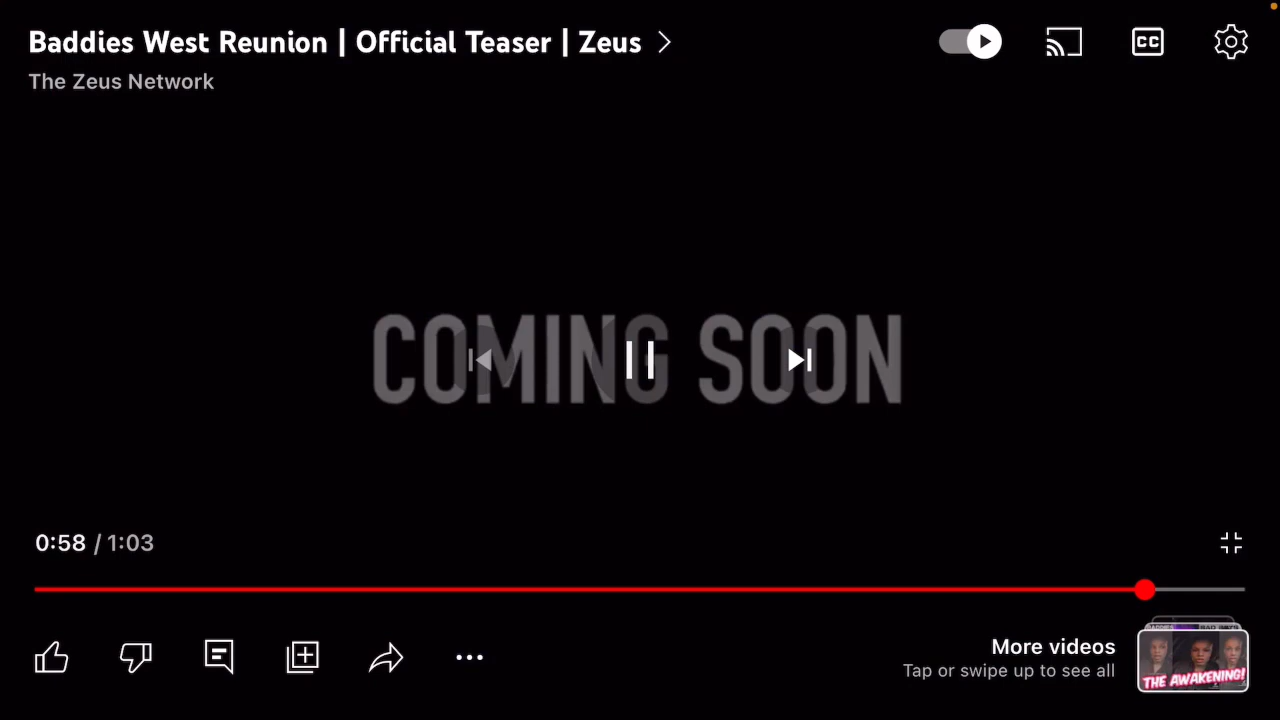 Baddies West Reunion | Official Teaser | Zeus
The Zeus Network
CC
COMING SOON
0:58 / 1:03
More videos
Tap or swipe up to see all
THE AWAKENING!